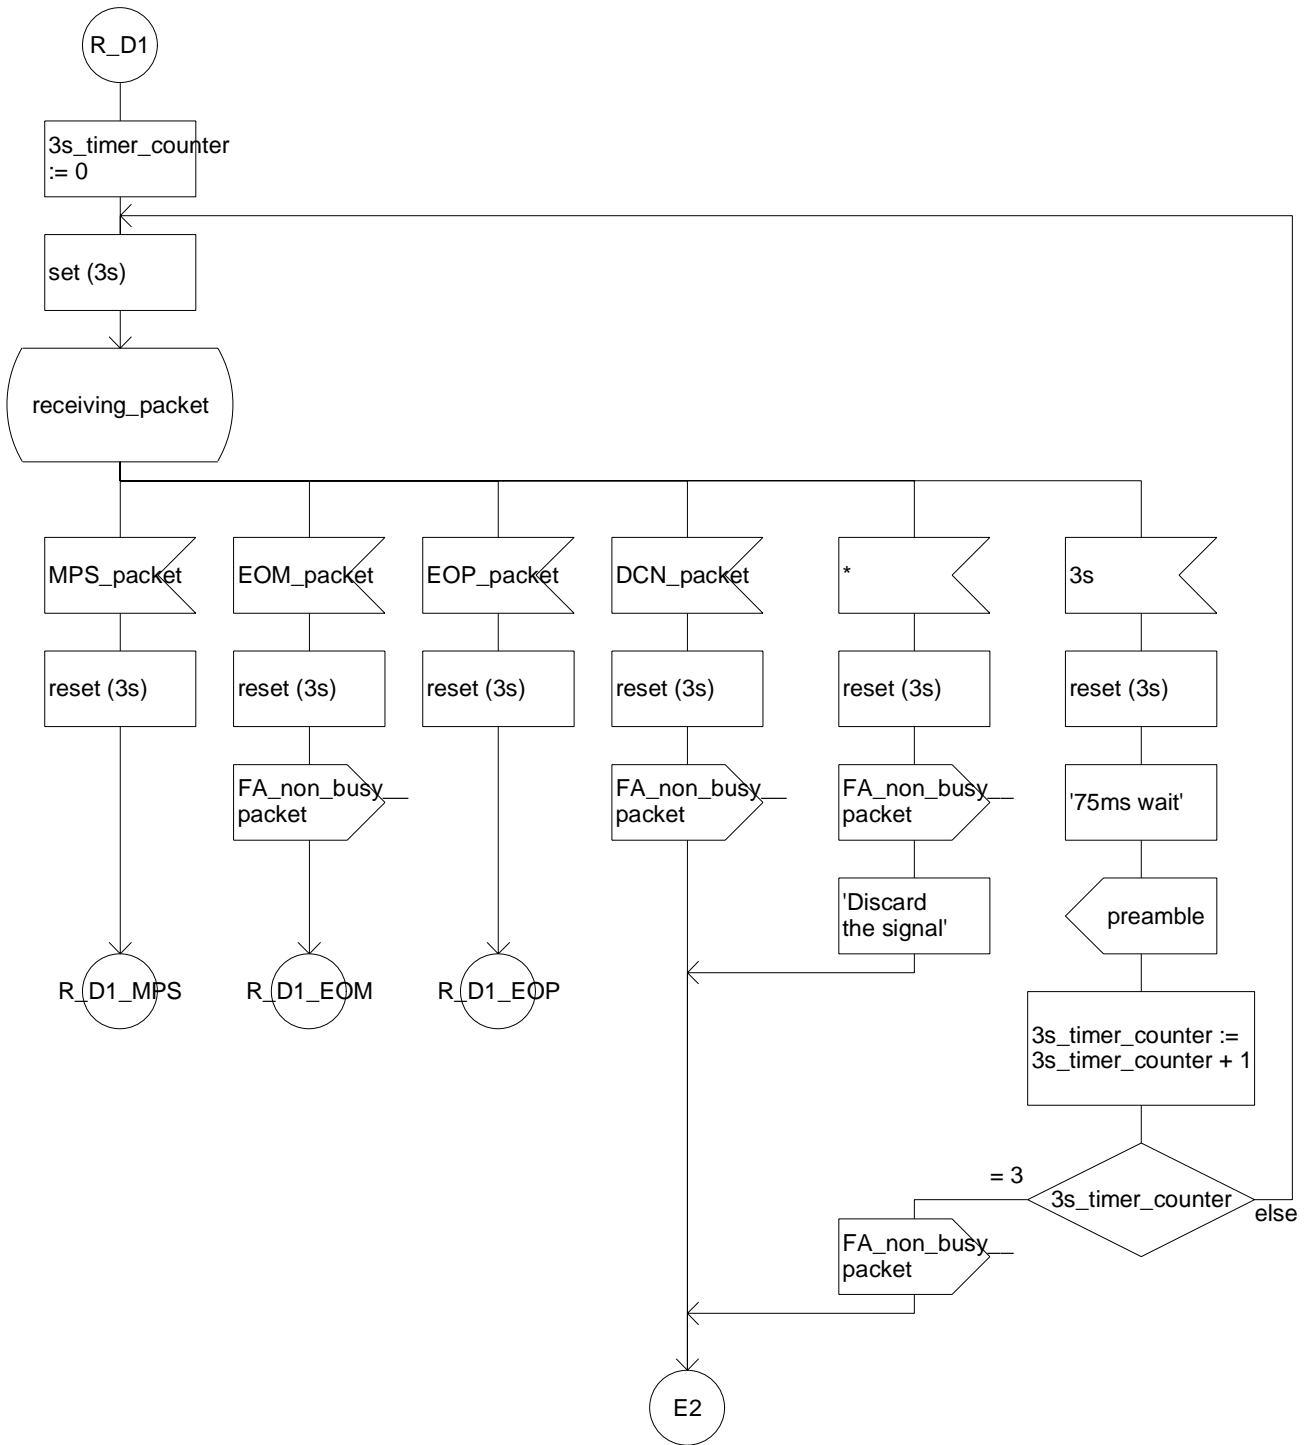 R_D1
3s_timer_counter
:= 0
set (3s)
receiving_packet
MPS_packet
EOM_packet
EOP_packet
DCN_packet
*
3s
reset (3s)
reset (3s)
reset (3s)
reset (3s)
reset (3s)
reset (3s)
FA_non_busy__
packet
FA_non_busy__
packet
FA_non_busy__
packet
'75ms wait'
'Discard
the signal'
preamble
R_D1_MPS
R_D1_EOM
R_D1_EOP
3s_timer_counter :=
3s_timer_counter + 1
= 3
3s_timer_counter
else
FA_non_busy__
packet
E2